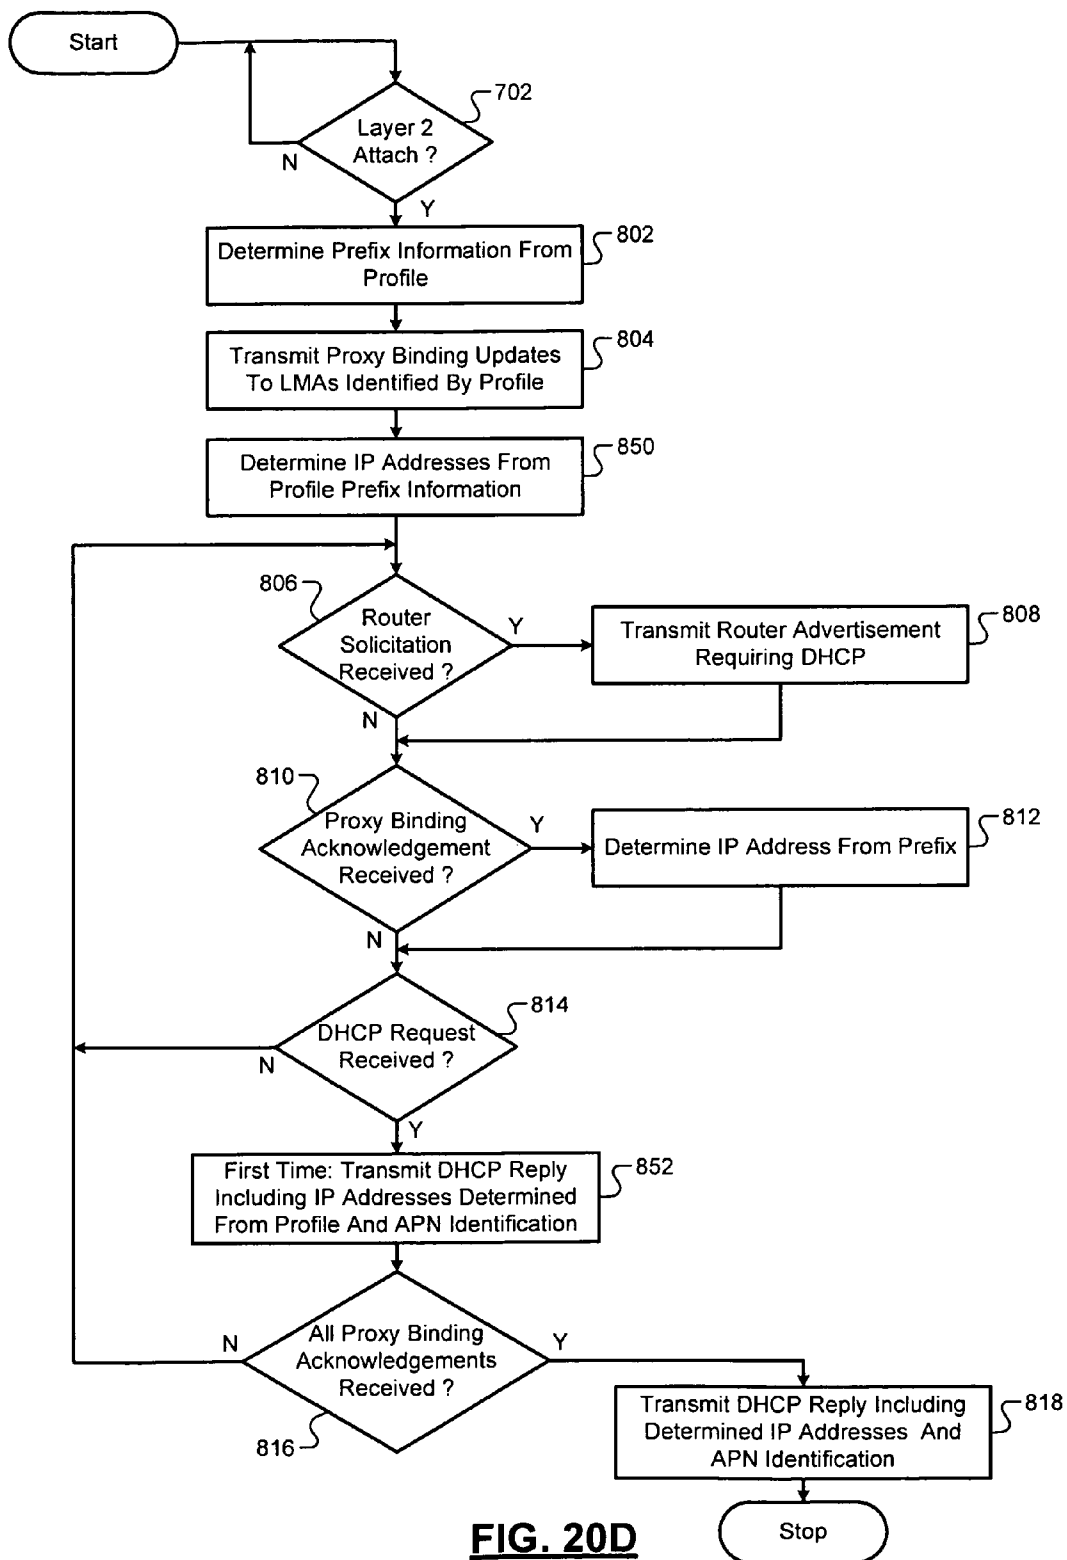 Start
702
Layer 2
Attach ?
N
Y
802
Determine Prefix Information From
Profile
804
Transmit Proxy Binding Updates
To LMAs Identified By Profile
850
Determine IP Addresses From
Profile Prefix Information
806
Router
Solicitation
Received ?
Y
N
808
Transmit Router Advertisement
Requiring DHCP
810
Proxy Binding
Acknowledgement
Received ?
Y
N
812
Determine IP Address From Prefix
814
DHCP Request
Received ?
N
Y
852
First Time: Transmit DHCP Reply
Including IP Addresses Determined
From Profile And APN Identification
N
All Proxy Binding
Acknowledgements
Received ?
Y
816
818
Transmit DHCP Reply Including
Determined IP Addresses And
APN Identification
Stop
FIG. 20D